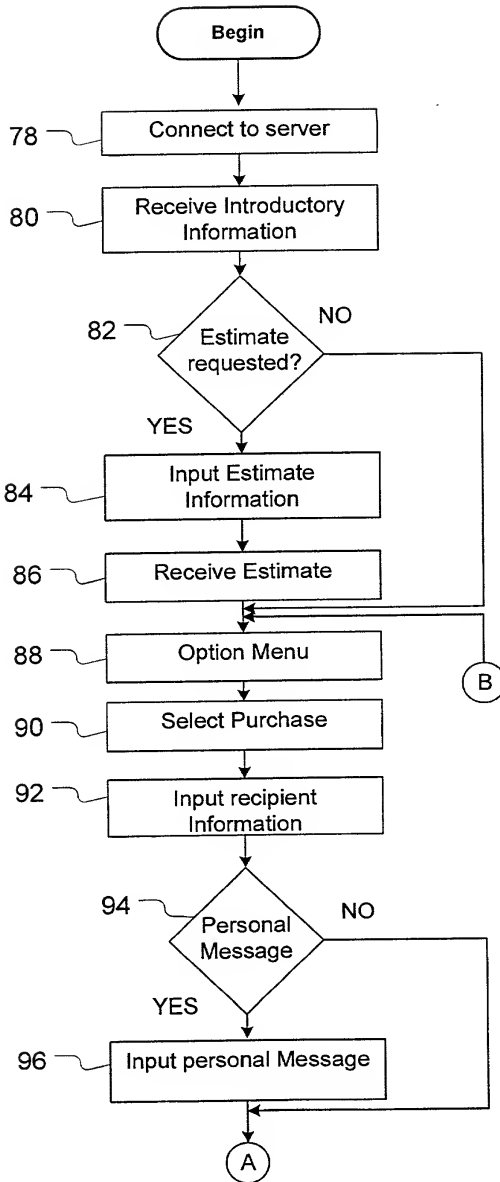 Begin
78
Connect to server
80
Receive Introductory
Information
82
Estimate
requested?
NO
YES
84
Input Estimate
Information
86
Receive Estimate
88
Option Menu
B
90
Select Purchase
92
Input recipient
Information
94
Personal
Message
NO
YES
96
Input personal Message
A